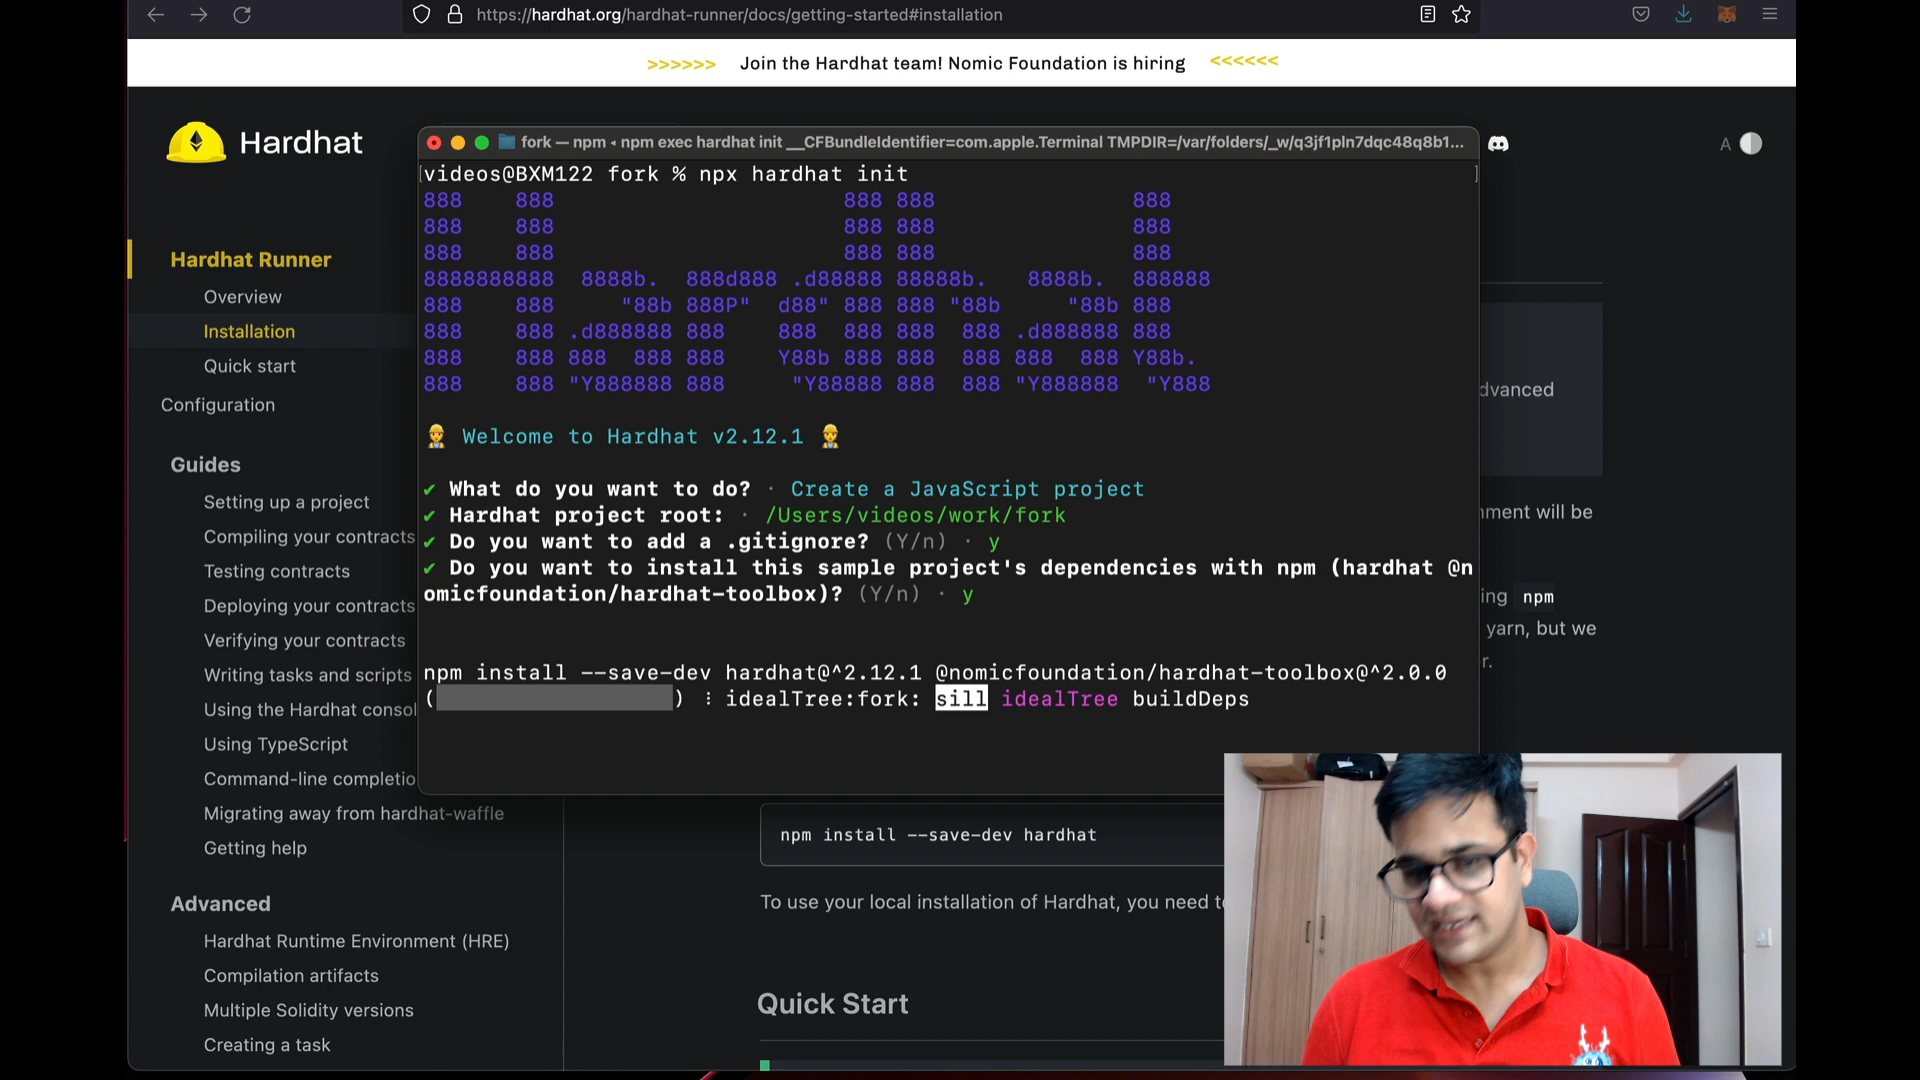 https://hardhat.org/hardhat-runner/docs/getting-started#installation
>>>>>> Join the Hardhat team! Nomic Foundation is hiring <<<<<<
Hardhat
A
Hardhat Runner
Overview
Installation
Quick start
Configuration
Guides
Setting up a project
Compiling your contracts
Testing contracts
Deploying your contracts
Verifying your contracts
Writing tasks and scripts
Using the Hardhat consol
Using TypeScript
Command-line completio
Migrating away from hardhat-waffle
Getting help
Advanced
Hardhat Runtime Environment (HRE)
Compilation artifacts
Multiple Solidity versions
Creating a task
fork — npm ◂ npm exec hardhat init __CFBundleIdentifier=com.apple.Terminal TMPDIR=/var/folders/_w/q3jf1pln7dqc48q8b1...
[videos@BXM122 fork % npx hardhat init ]
888    888                      888 888               888
888    888                      888 888               888
888    888                      888 888               888
8888888888  8888b.  888d888 .d88888 88888b.   8888b.  888888
888    888     "88b 888P"  d88" 888 888 "88b     "88b 888
888    888 .d888888 888    888  888 888  888 .d888888 888
888    888 888  888 888    Y88b 888 888  888 888  888 Y88b.
888    888 "Y888888 888     "Y88888 888  888 "Y888888  "Y888
👷 Welcome to Hardhat v2.12.1 👷
✔ What do you want to do? · Create a JavaScript project
✔ Hardhat project root: · /Users/videos/work/fork
✔ Do you want to add a .gitignore? (Y/n) · y
✔ Do you want to install this sample project's dependencies with npm (hardhat @n
omicfoundation/hardhat-toolbox)? (Y/n) · y
npm install --save-dev hardhat@^2.12.1 @nomicfoundation/hardhat-toolbox@^2.0.0
( ) ⠸ idealTree:fork: sill idealTree buildDeps
dvanced
nment will be
ing npm
yarn, but we
r.
npm install --save-dev hardhat
To use your local installation of Hardhat, you need t
Quick Start